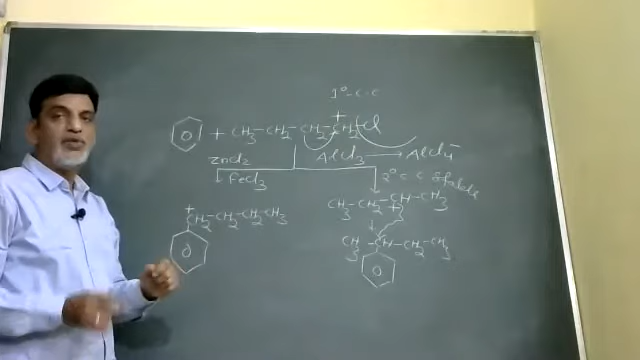 1°-C.C
+
+ CH3-CH2-CH2-CH2 Cl
ZnCl2
AlCl3 → AlCl4-
FeCl3
2° C C
CH3-CH2-CH-CH3
+
+
CH2-CH2-CH2-CH3
CH3-CH-CH2-CH3